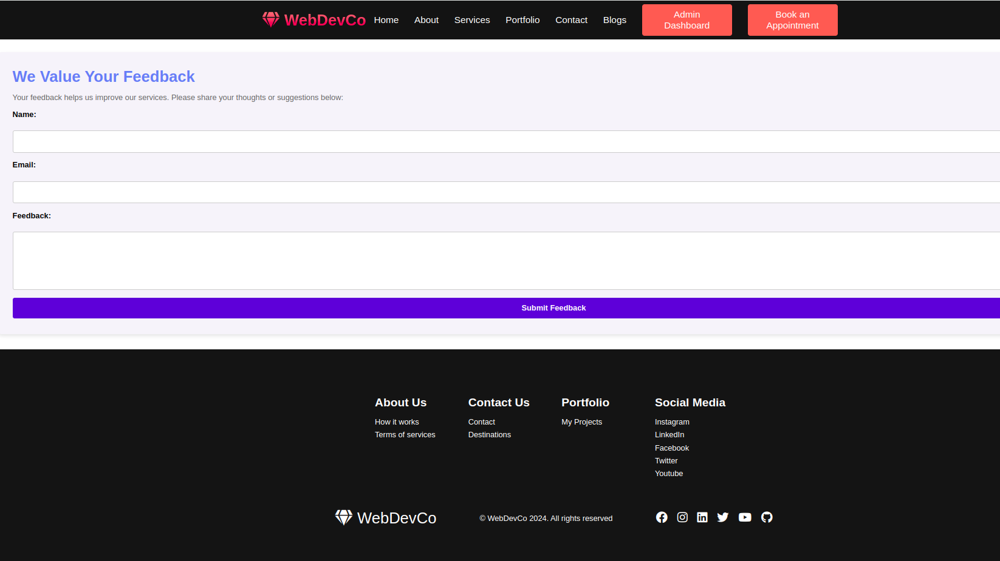 WebDevCo Home About Services Portfolio Contact Blogs
Admin Dashboard
Book an Appointment
We Value Your Feedback
Your feedback helps us improve our services. Please share your thoughts or suggestions below:
Name:
Email:
Feedback:
Submit Feedback
About Us
How it works
Terms of services
Contact Us
Contact
Destinations
Portfolio
My Projects
Social Media
Instagram
LinkedIn
Facebook
Twitter
Youtube
WebDevCo
© WebDevCo 2024. All rights reserved